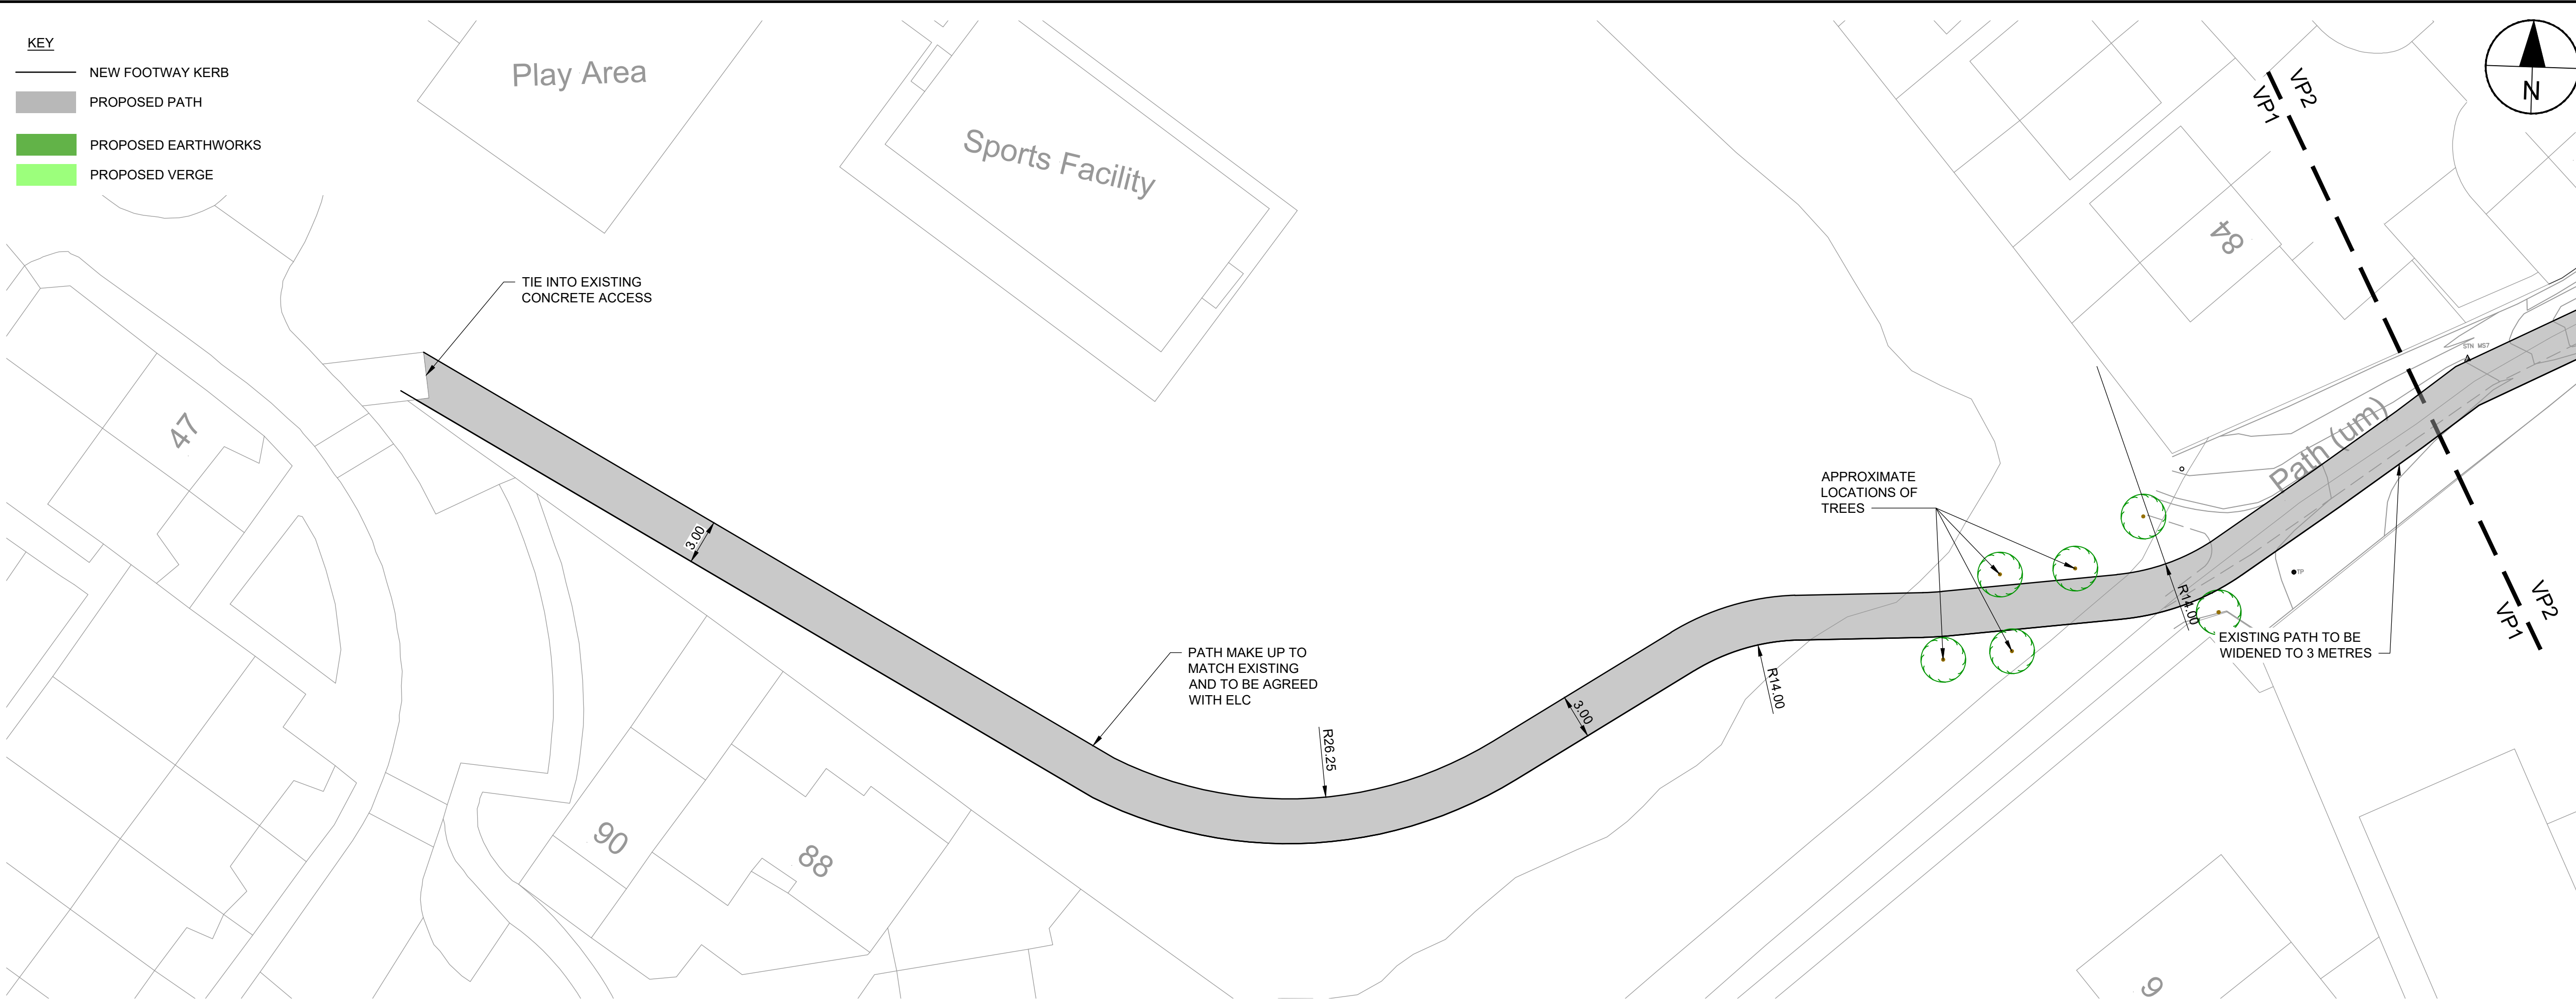 KEY
NEW FOOTWAY KERB
PROPOSED PATH
PROPOSED EARTHWORKS
PROPOSED VERGE
Play Area
Sports Facility
VP2
VP1
N
84
TIE INTO EXISTING
CONCRETE ACCESS
47
STN WS7
Path (um)
APPROXIMATE
LOCATIONS OF
TREES
3.00
TP
R14.00
EXISTING PATH TO BE
WIDENED TO 3 METRES
VP2
VP1
PATH MAKE UP TO
MATCH EXISTING
AND TO BE AGREED
WITH ELC
R26.25
3.00
R14.00
90
88
9